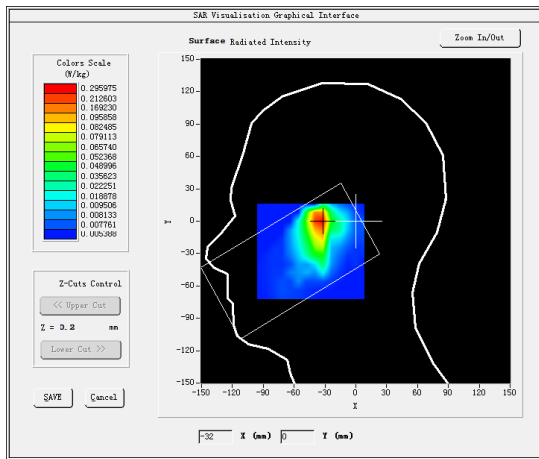 SAR Visualisation Graphical Interface
Surface Radiated Intensity
Zoom In/Out
Colors Scale
(W/kg)
0.295975
0.212603
0.169230
0.095858
0.082485
0.079113
0.065740
0.052368
0.048996
0.035623
0.022251
0.018878
0.009506
0.008133
0.007761
0.005388
Z-Cuts Control
<< Upper Cut
Z = 0.2 mm
Lower Cut >>
SAVE Cancel
150
120
90
60
30
0
-30
-60
-90
-120
-150
Y
-150 -120 -90 -60 -30 0 30 60 90 120 150
X
-32 X (mm) 0 Y (mm)